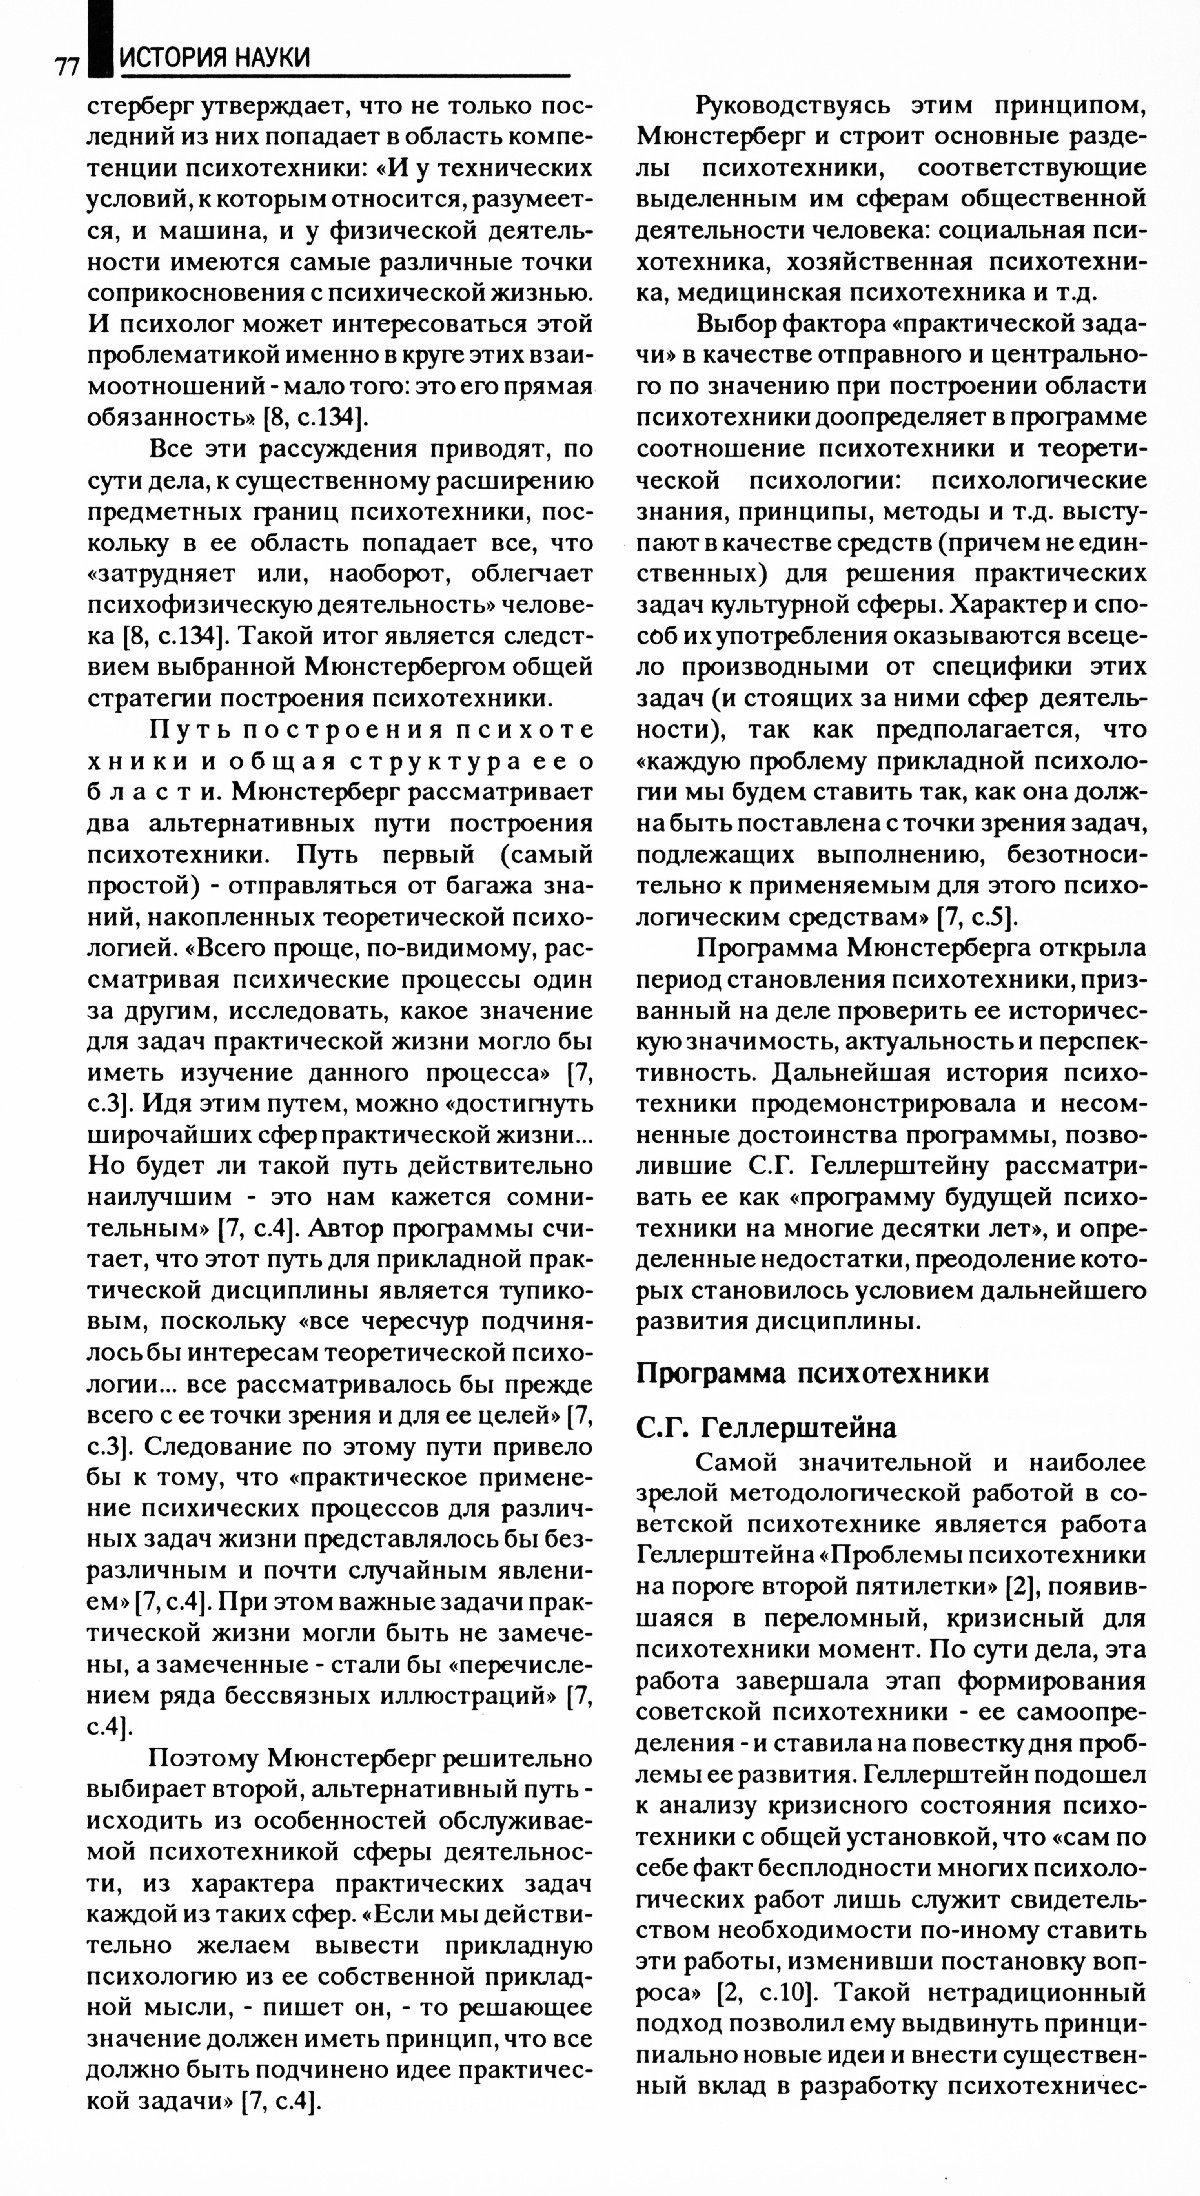 77
ИСТОРИЯ НАУКИ
стерберг утверждает, что не только пос-
ледний из них попадает в область компе-
тенции психотехники: «И у технических
условий, к которым относится, разумеет-
ся, и машина, и у физической деятель-
ности имеются самые различные точки
соприкосновения с психической жизнью.
И психолог может интересоваться этой
проблематикой именно в круге этих взаи-
моотношений - мало того: это его прямая
обязанность» [8, с.134].
Все эти рассуждения приводят, по
сути дела, к существенному расширению
предметных границ психотехники, пос-
кольку в ее область попадает все, что
«затрудняет или, наоборот, облегчает
психофизическую деятельность» челове-
ка [8, с.134]. Такой итог является следст-
вием выбранной Мюнстербергом общей
стратегии построения психотехники.
П у т ь п о с т р о е н и я п с и х о т е
х н и к и и о б щ а я с т р у к т у р а е е о
б л а с т и. Мюнстерберг рассматривает
два альтернативных пути построения
психотехники. Путь первый (самый
простой) - отправляться от багажа зна-
ний, накопленных теоретической психо-
логией. «Всего проще, по-видимому, рас-
сматривая психические процессы один
за другим, исследовать, какое значение
для задач практической жизни могло бы
иметь изучение данного процесса» [7,
с.3]. Идя этим путем, можно «достигнуть
широчайших сфер практической жизни...
Но будет ли такой путь действительно
наилучшим - это нам кажется сомни-
тельным» [7, с.4]. Автор программы счи-
тает, что этот путь для прикладной прак-
тической дисциплины является тупико-
вым, поскольку «все чересчур подчиня-
лось бы интересам теоретической психо-
логии... все рассматривалось бы прежде
всего с ее точки зрения и для ее целей» [7,
с.3]. Следование по этому пути привело
бы к тому, что «практическое примене-
ние психических процессов для различ-
ных задач жизни представлялось бы без-
различным и почти случайным явлени-
ем» [7, с.4]. При этом важные задачи прак-
тической жизни могли быть не замече-
ны, а замеченные - стали бы «перечисле-
нием ряда бессвязных иллюстраций» [7,
с.4].
Поэтому Мюнстерберг решительно
выбирает второй, альтернативный путь -
исходить из особенностей обслуживае-
мой психотехникой сферы деятельнос-
ти, из характера практических задач
каждой из таких сфер. «Если мы действи-
тельно желаем вывести прикладную
психологию из ее собственной приклад-
ной мысли, - пишет он, - то решающее
значение должен иметь принцип, что все
должно быть подчинено идее практичес-
кой задачи» [7, с.4].
Руководствуясь этим принципом,
Мюнстерберг и строит основные разде-
лы психотехники, соответствующие
выделенным им сферам общественной
деятельности человека: социальная пси-
хотехника, хозяйственная психотехни-
ка, медицинская психотехника и т.д.
Выбор фактора «практической зада-
чи» в качестве отправного и центрально-
го по значению при построении области
психотехники доопределяет в программе
соотношение психотехники и теорети-
ческой психологии: психологические
знания, принципы, методы и т.д. высту-
пают в качестве средств (причем не един-
ственных) для решения практических
задач культурной сферы. Характер и спо-
соб их употребления оказываются всеце-
ло производными от специфики этих
задач (и стоящих за ними сфер деятель-
ности), так как предполагается, что
«каждую проблему прикладной психоло-
гии мы будем ставить так, как она долж-
на быть поставлена с точки зрения задач,
подлежащих выполнению, безотноси-
тельно к применяемым для этого психо-
логическим средствам» [7, с.5].
Программа Мюнстерберга открыла
период становления психотехники, приз-
ванный на деле проверить ее историчес-
кую значимость, актуальность и перспек-
тивность. Дальнейшая история психо-
техники продемонстрировала и несом-
ненные достоинства программы, позво-
лившие С.Г. Геллерштейну рассматри-
вать ее как «программу будущей психо-
техники на многие десятки лет», и опре-
деленные недостатки, преодоление кото-
рых становилось условием дальнейшего
развития дисциплины.
Программа психотехники
С.Г. Геллерштейна
Самой значительной и наиболее
зрелой методологической работой в со-
ветской психотехнике является работа
Геллерштейна «Проблемы психотехники
на пороге второй пятилетки» [2], появив-
шаяся в переломный, кризисный для
психотехники момент. По сути дела, эта
работа завершала этап формирования
советской психотехники - ее самоопре-
деления - и ставила на повестку дня проб-
лемы ее развития. Геллерштейн подошел
к анализу кризисного состояния психо-
техники с общей установкой, что «сам по
себе факт бесплодности многих психоло-
гических работ лишь служит свидетель-
ством необходимости по-иному ставить
эти работы, изменивши постановку воп-
роса» [2, с.10]. Такой нетрадиционный
подход позволил ему выдвинуть принци-
пиально новые идеи и внести существен-
ный вклад в разработку психотехничес-